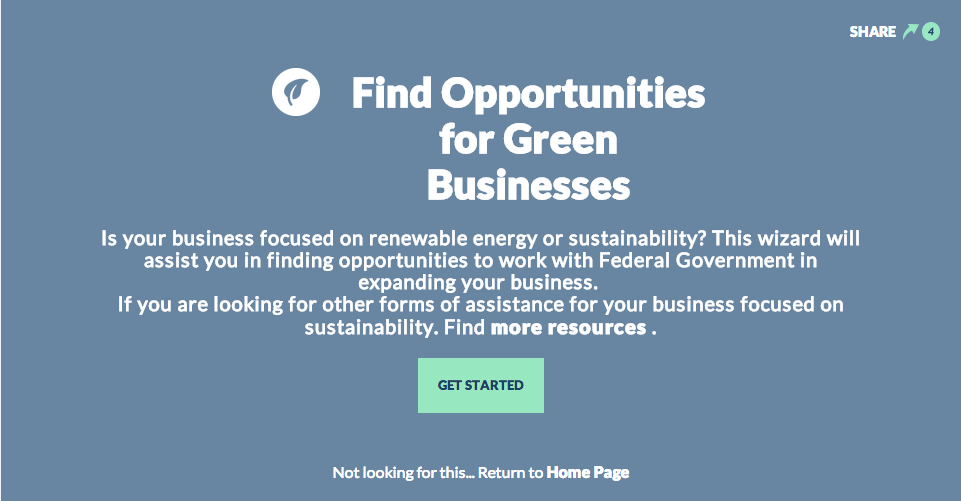 SHARE 4
Find Opportunities
for Green
Businesses
Is your business focused on renewable energy or sustainability? This wizard will
assist you in finding opportunities to work with Federal Government in
expanding your business.
If you are looking for other forms of assistance for your business focused on
sustainability. Find more resources .
GET STARTED
Not looking for this... Return to Home Page